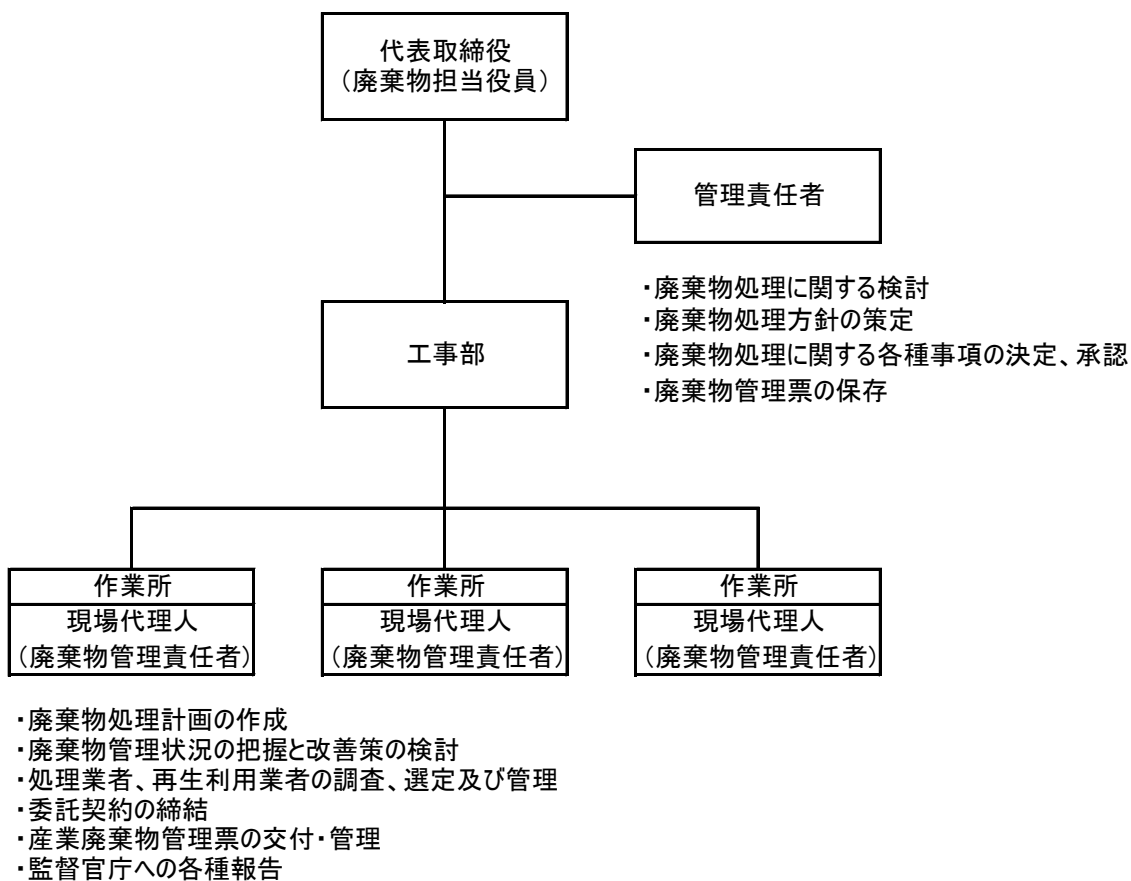 代表取締役
（廃棄物担当役員）
管理責任者
・廃棄物処理に関する検討
・廃棄物処理方針の策定
・廃棄物処理に関する各種事項の決定、承認
・廃棄物管理票の保存
工事部
作業所
現場代理人
（廃棄物管理責任者）
作業所
現場代理人
（廃棄物管理責任者）
作業所
現場代理人
（廃棄物管理責任者）
・廃棄物処理計画の作成
・廃棄物管理状況の把握と改善策の検討
・処理業者、再生利用業者の調査、選定及び管理
・委託契約の締結
・産業廃棄物管理票の交付・管理
・監督官庁への各種報告